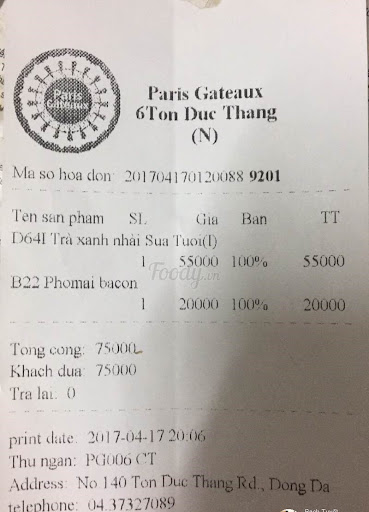 Paris
GATEAUX
Paris Gateaux
6Ton Duc Thang
(N)
Ma so hoa don: 201704170120088 9201
Ten san pham SL Gia Ban TT
D64I Trà xanh nhài Sua Tuoi(I)
1 55000 100% 55000
Foody.vn
B22 Phomai bacon
1 20000 100% 20000
Tong cong: 75000
Khach dua: 75000
Tra lai: 0
print date: 2017-04-17 20:06
Thu ngan: PG006 CT
Address: No 140 Ton Duc Thang Rd., Dong Da
telephone: 04.37327089